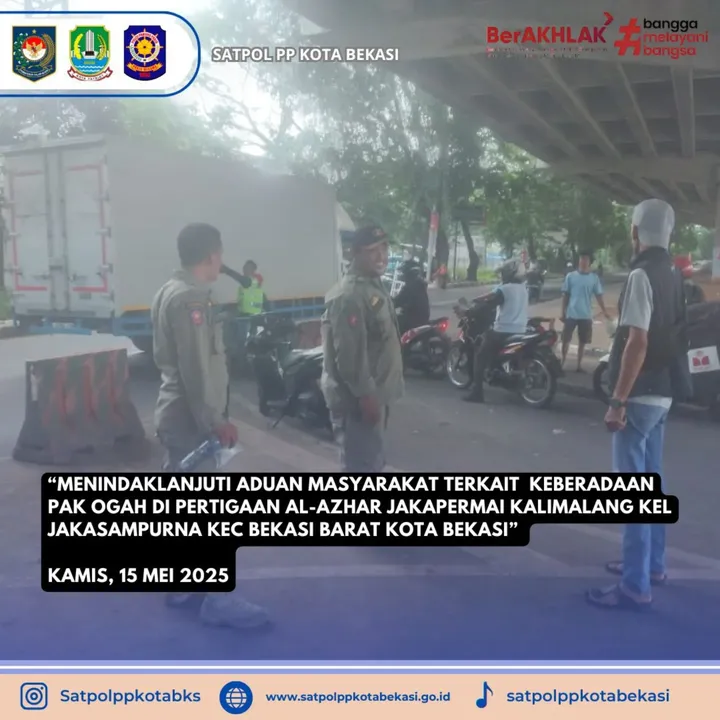 SATPOL PP KOTA BEKASI
BerAKHLAK
#bangga
melayani
bangsa
“MENINDAKLANJUTI ADUAN MASYARAKAT TERKAIT KEBERADAAN
PAK OGAH DI PERTIGAAN AL-AZHAR JAKAPERMAI KALIMALANG KEL
JAKASAMPURNA KEC BEKASI BARAT KOTA BEKASI”
KAMIS, 15 MEI 2025
Satpolppkotabks
www.satpolppkotabekasi.go.id
satpolppkotabekasi